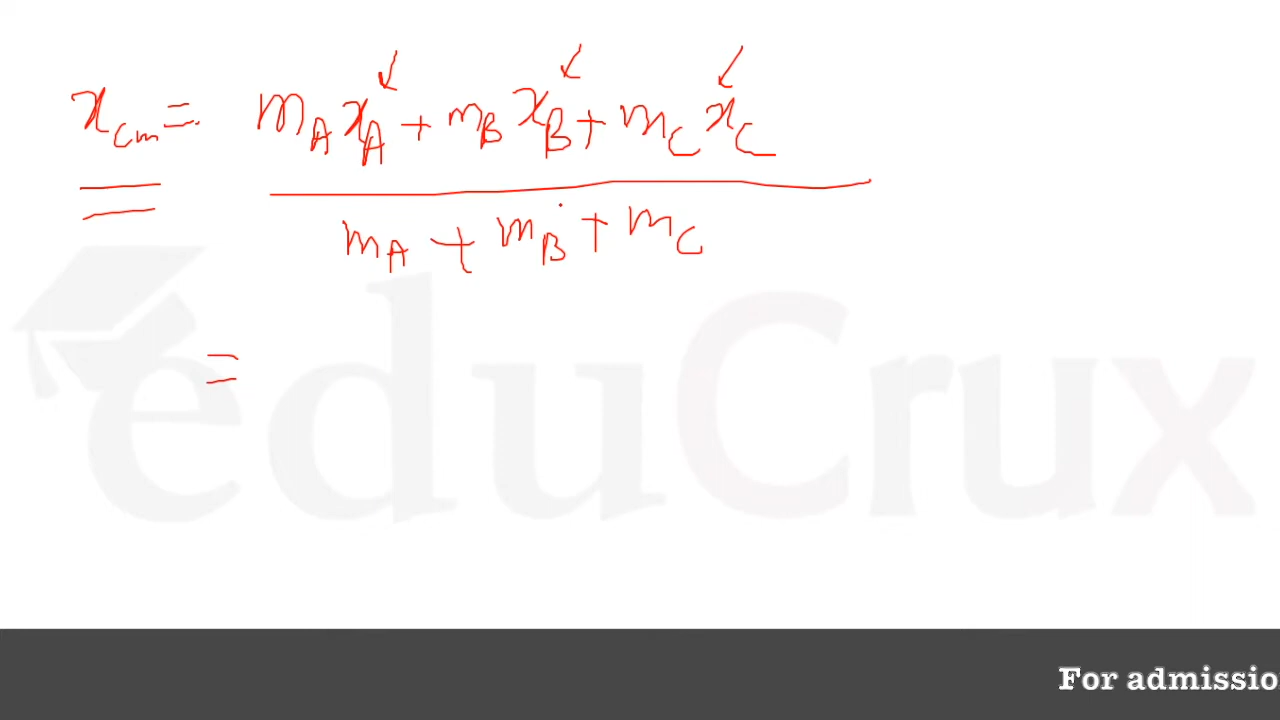 x_cm = m_A x_A + m_B x_B + m_C x_C
m_A + m_B + m_C
=
eduCrux
For admissio